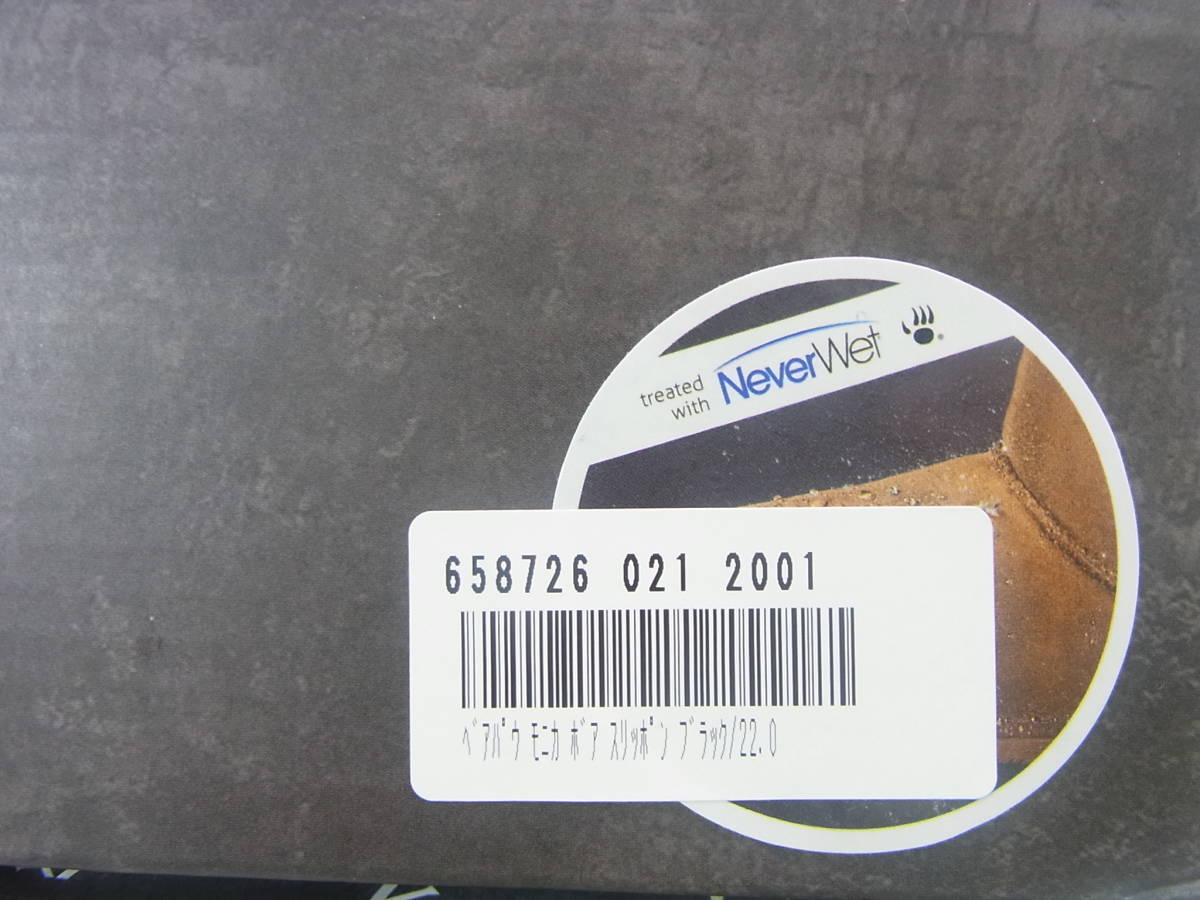 treated
with
NeverWet
658726 021 2001
ﾍﾞｱﾊﾟｳ ﾓﾆｶ ﾎﾞｱ ｽﾘｯﾎﾟﾝ ﾌﾞﾗｯｸ/22.0